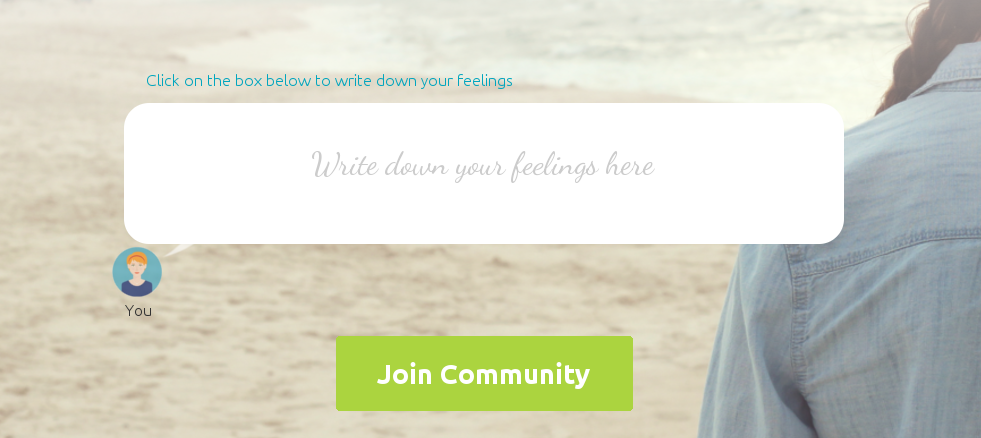 Click on the box below to write down your feelings
Write down your feelings here
You
Join Community